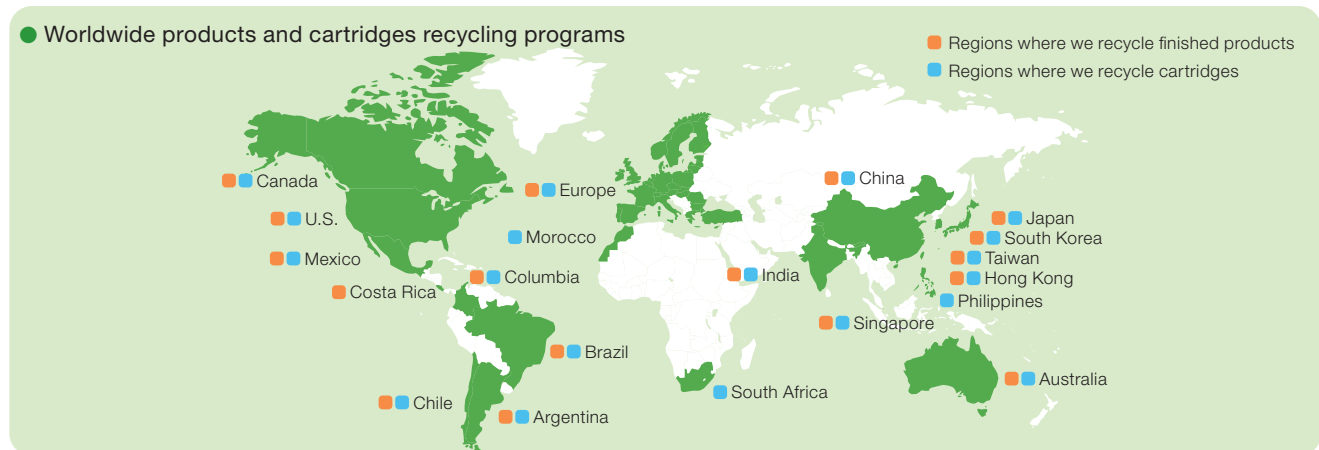 Worldwide products and cartridges recycling programs
Regions where we recycle finished products
Regions where we recycle cartridges
Canada
U.S.
Mexico
Costa Rica
Columbia
Brazil
Chile
Argentina
Europe
Morocco
South Africa
India
China
Japan
South Korea
Taiwan
Hong Kong
Philippines
Singapore
Australia